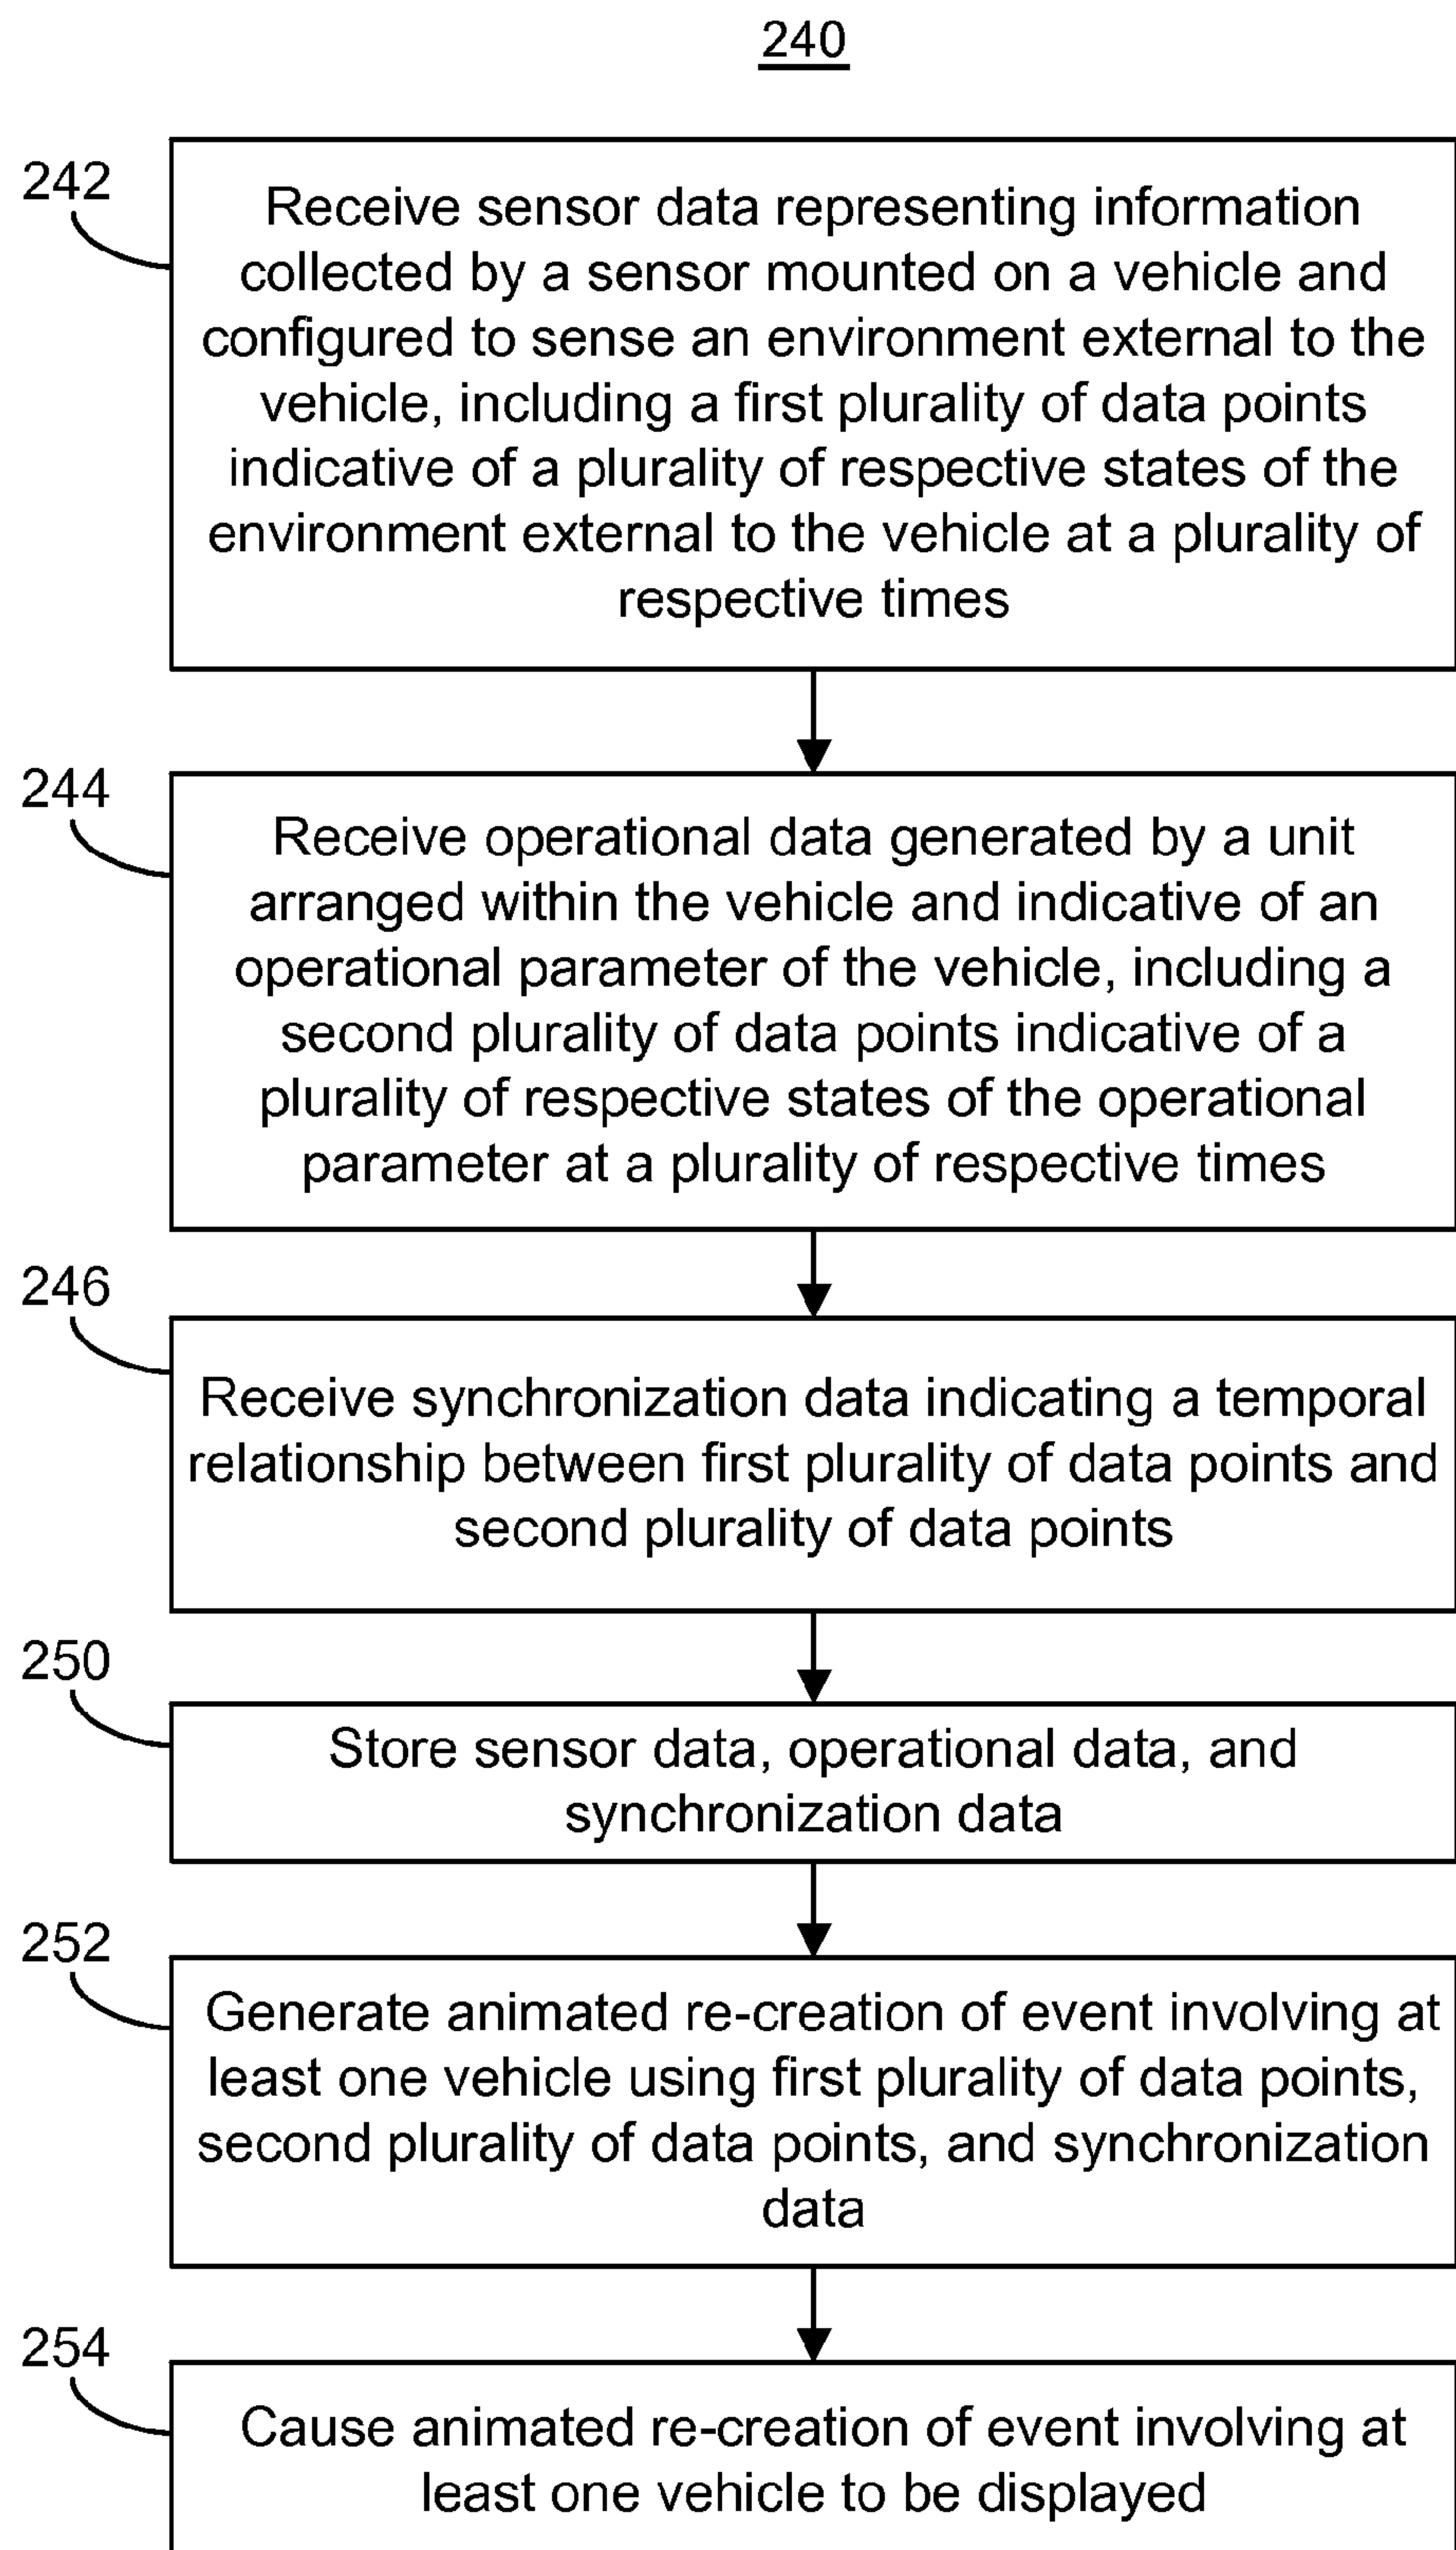 240
242
Receive sensor data representing information
collected by a sensor mounted on a vehicle and
configured to sense an environment external to the
vehicle, including a first plurality of data points
indicative of a plurality of respective states of the
environment external to the vehicle at a plurality of
respective times
244
Receive operational data generated by a unit
arranged within the vehicle and indicative of an
operational parameter of the vehicle, including a
second plurality of data points indicative of a
plurality of respective states of the operational
parameter at a plurality of respective times
246
Receive synchronization data indicating a temporal
relationship between first plurality of data points and
second plurality of data points
250
Store sensor data, operational data, and
synchronization data
252
Generate animated re-creation of event involving at
least one vehicle using first plurality of data points,
second plurality of data points, and synchronization
data
254
Cause animated re-creation of event involving at
least one vehicle to be displayed